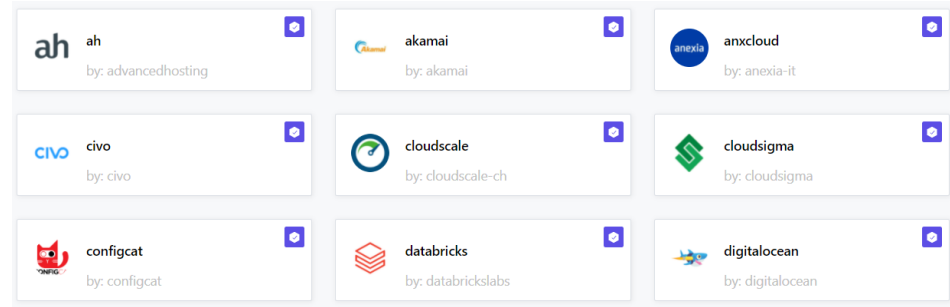 ah
ah
by: advancedhosting
Akamai
akamai
by: akamai
anexia
anxcloud
by: anexia-it
CIVO
civo
by: civo
cloudscale
by: cloudscale-ch
cloudsigma
by: cloudsigma
configcat
by: configcat
databricks
by: databrickslabs
digitalocean
by: digitalocean